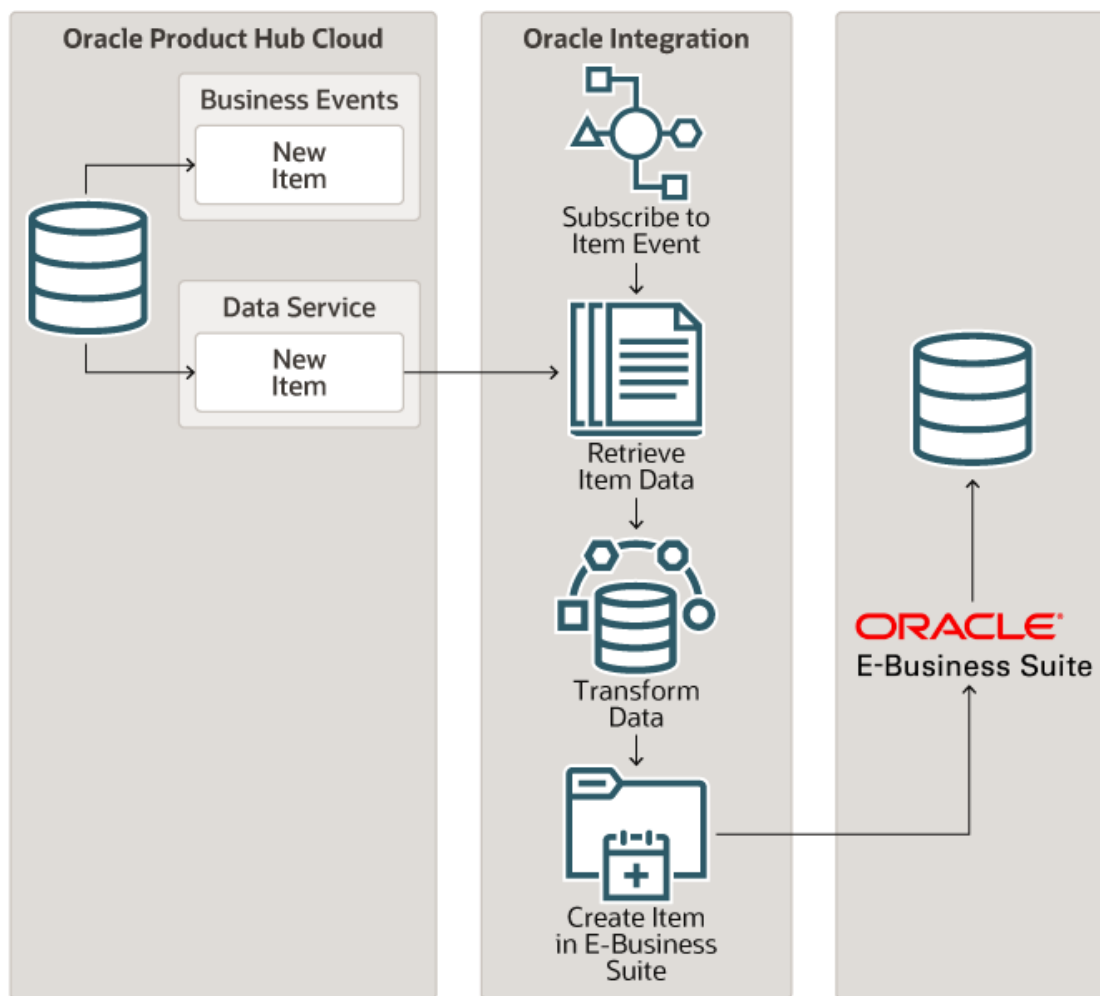 Oracle Product Hub Cloud
Business Events
New
Item
Data Service
New
Item
Oracle Integration
Subscribe to
Item Event
Retrieve
Item Data
Transform
Data
Create Item
in E-Business
Suite
ORACLE®
E-Business Suite